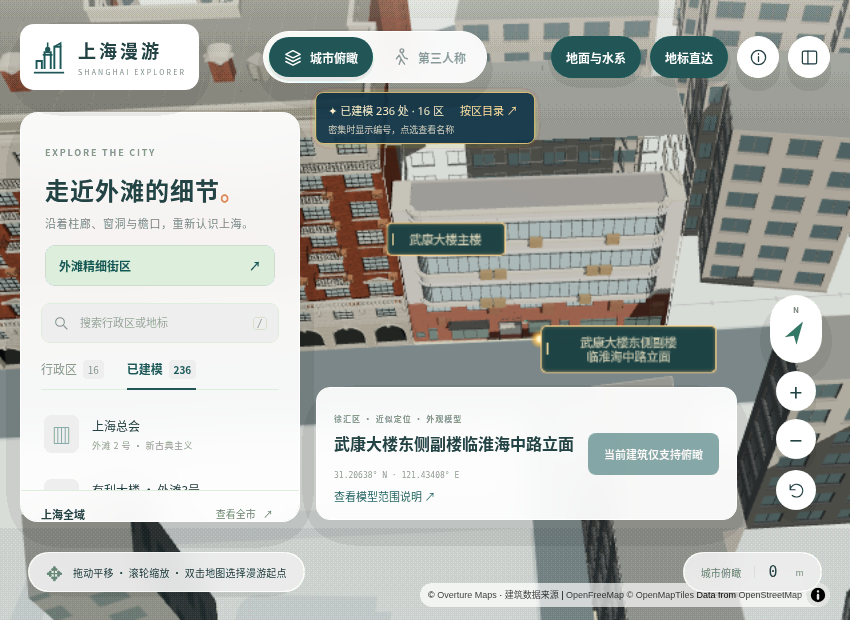 上海漫游
SHANGHAI EXPLORER
城市俯瞰
第三人称
地面与水系
地标直达
✦ 已建模 236 处 · 16 区 按区目录 ↗
密集时显示编号，点选查看名称
EXPLORE THE CITY
走近外滩的细节。
沿着柱廊、窗洞与檐口，重新认识上海。
外滩精细街区 ↗
搜索行政区或地标 /
行政区 16 已建模 236
上海总会
外滩 2 号 · 新古典主义
有利大楼 · 外滩3号
上海全域 查看全市 ↗
武康大楼主楼
武康大楼东侧副楼
临淮海中路立面
徐汇区 · 近似定位 · 外观模型
武康大楼东侧副楼临淮海中路立面
31.20638° N · 121.43408° E
查看模型范围说明 ↗
当前建筑仅支持俯瞰
N
+
−
拖动平移 · 滚轮缩放 · 双击地图选择漫游起点
城市俯瞰 0 m
© Overture Maps · 建筑数据来源 | OpenFreeMap © OpenMapTiles Data from OpenStreetMap